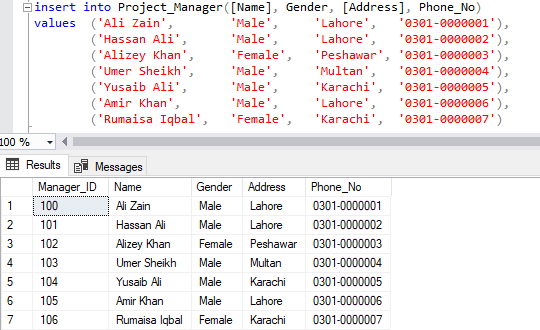 insert into Project_Manager([Name], Gender, [Address], Phone_No)
values ('Ali Zain', 'Male', 'Lahore', '0301-0000001'),
('Hassan Ali', 'Male', 'Lahore', '0301-0000002'),
('Alizey Khan', 'Female', 'Peshawar', '0301-0000003'),
('Umer Sheikh', 'Male', 'Multan', '0301-0000004'),
('Yusaib Ali', 'Male', 'Karachi', '0301-0000005'),
('Amir Khan', 'Male', 'Lahore', '0301-0000006'),
('Rumaisa Iqbal', 'Female', 'Karachi', '0301-0000007')
100 %
Results Messages
Manager_ID Name Gender Address Phone_No
1 100 Ali Zain Male Lahore 0301-0000001
2 101 Hassan Ali Male Lahore 0301-0000002
3 102 Alizey Khan Female Peshawar 0301-0000003
4 103 Umer Sheikh Male Multan 0301-0000004
5 104 Yusaib Ali Male Karachi 0301-0000005
6 105 Amir Khan Male Lahore 0301-0000006
7 106 Rumaisa Iqbal Female Karachi 0301-0000007